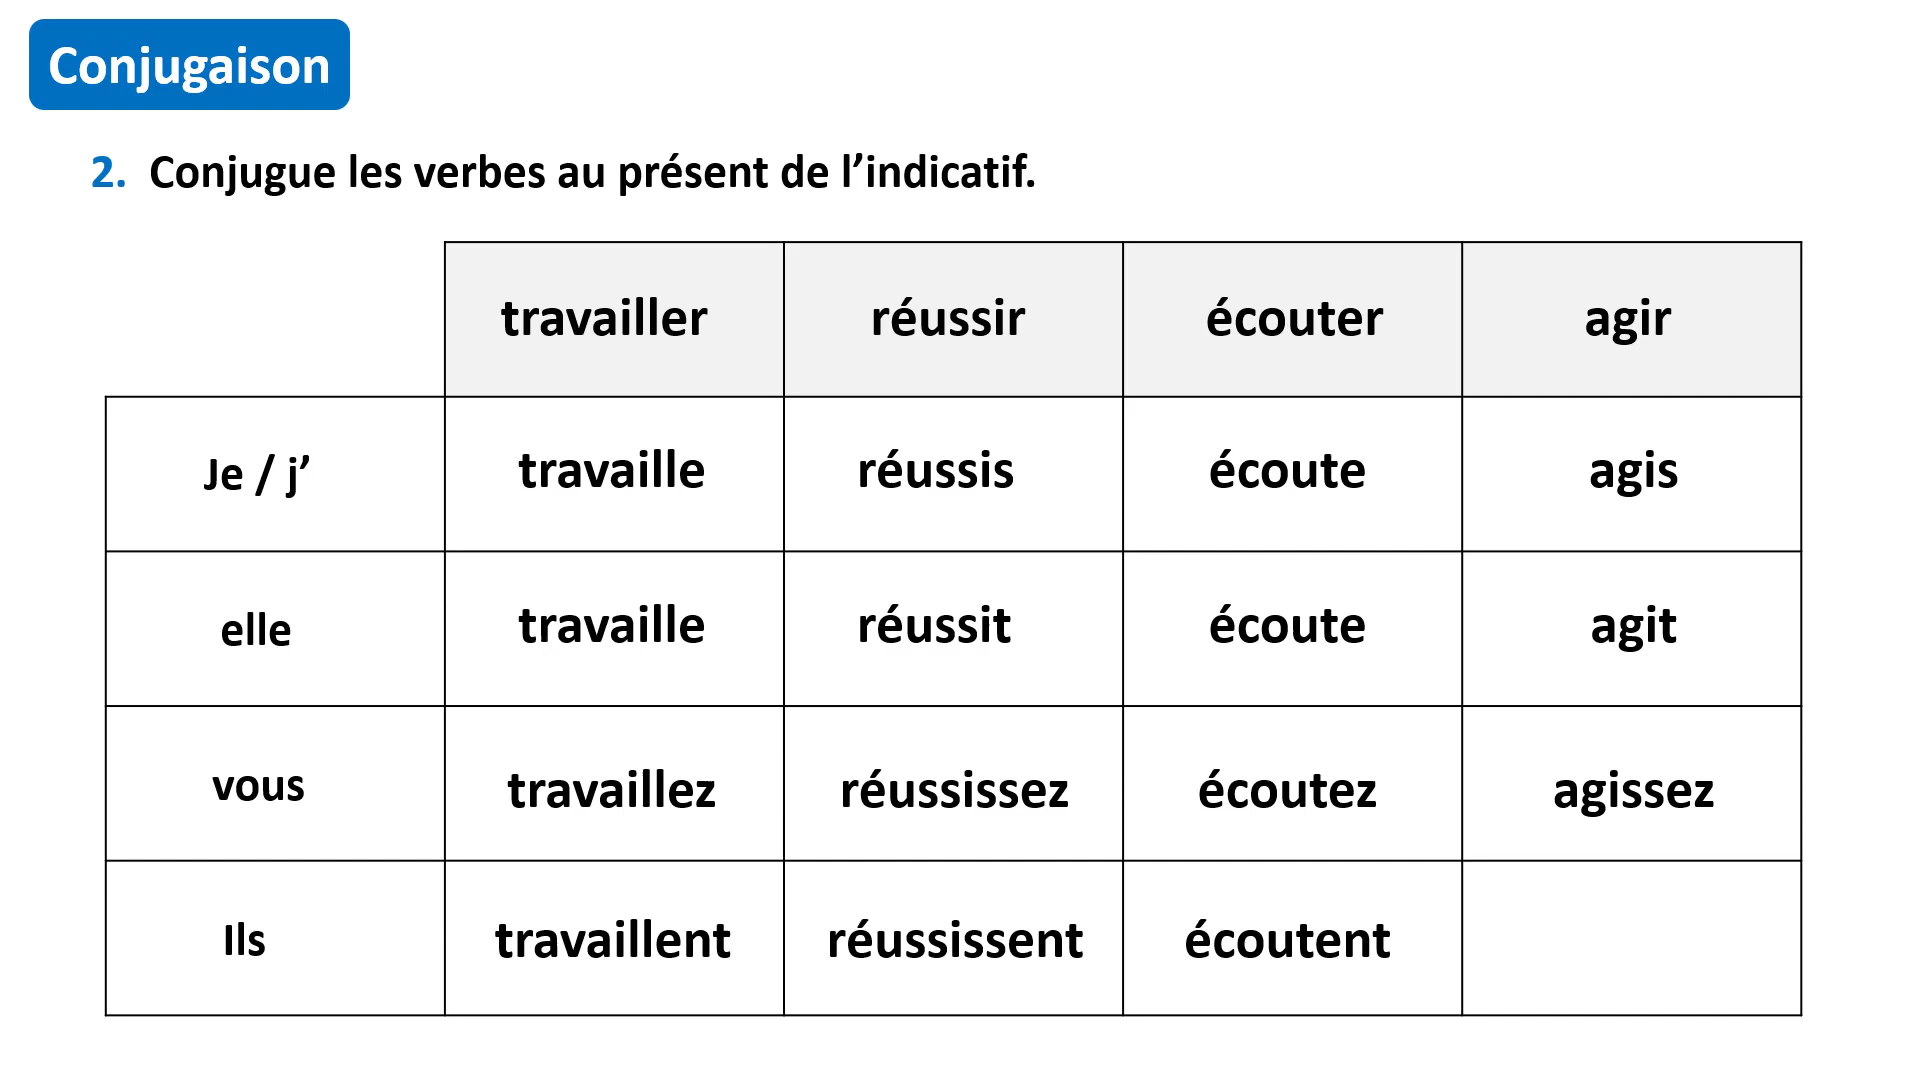 Conjugaison
2. Conjugue les verbes au présent de l’indicatif.
travailler réussir écouter agir
Je / j’ travaille réussis écoute agis
elle travaille réussit écoute agit
vous travaillez réussissez écoutez agissez
Ils travaillent réussissent écoutent